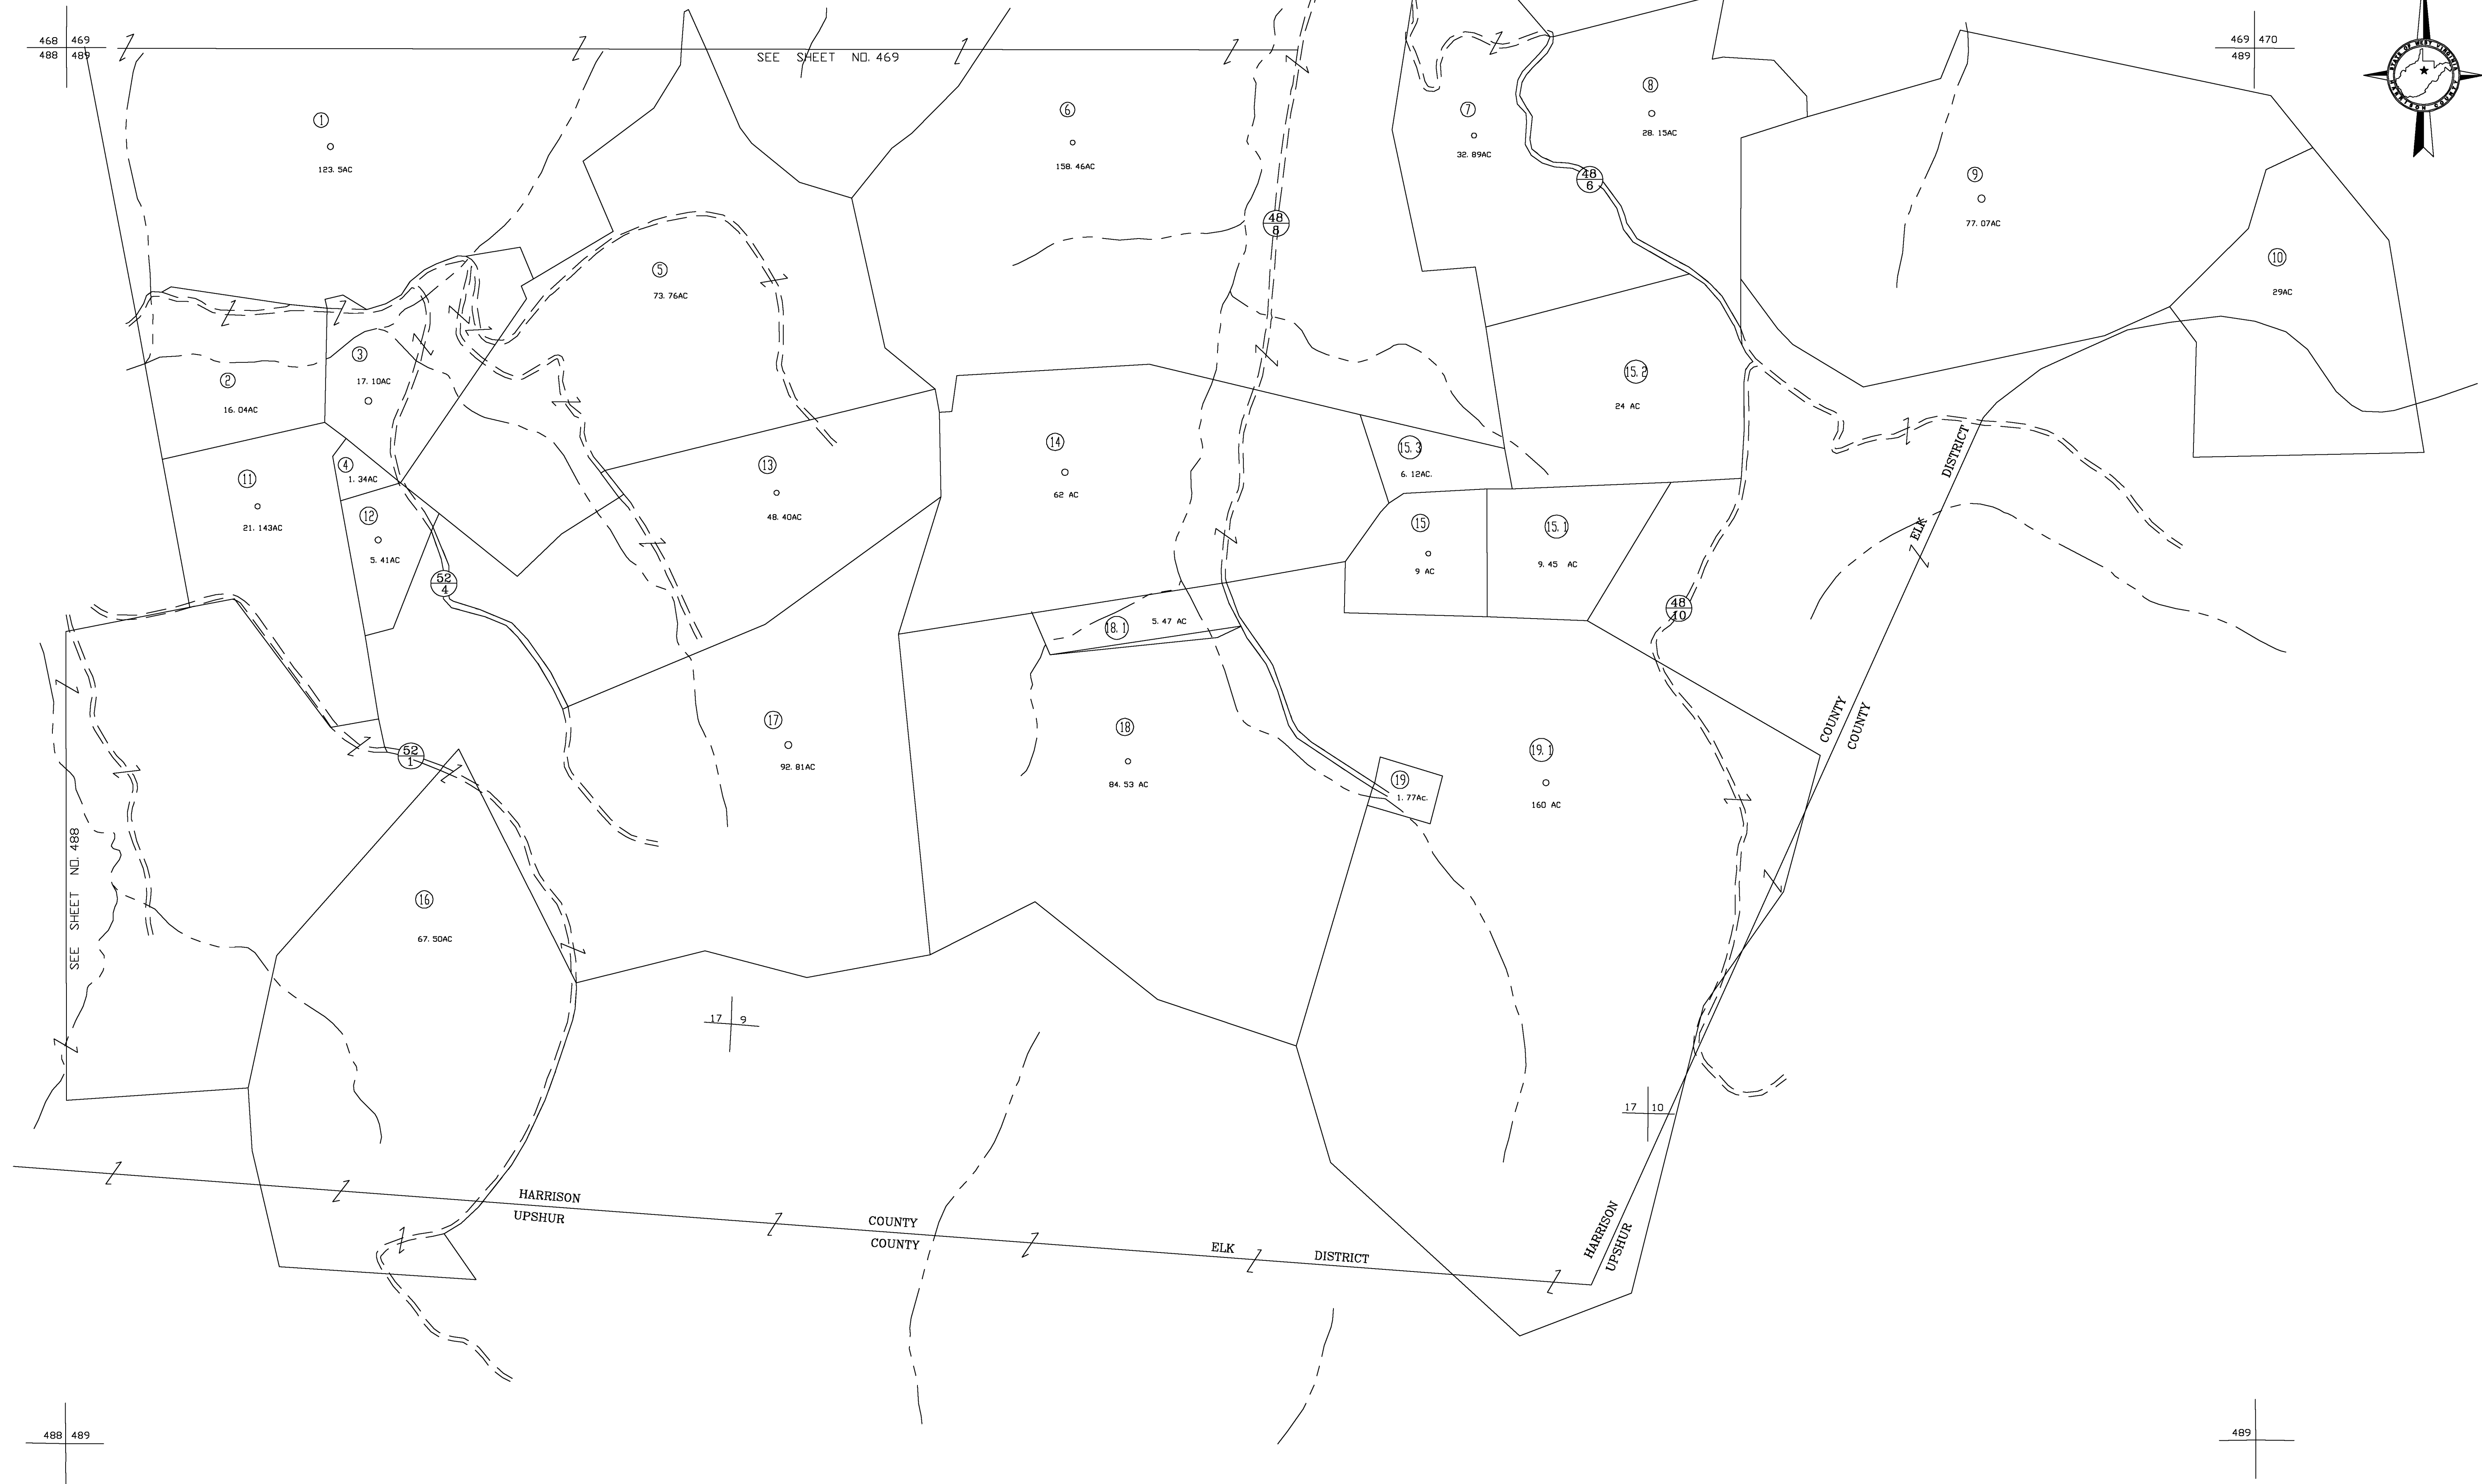 468 469
488 489
SEE SHEET NO. 469
469 470
489
STATE OF WEST VIRGINIA
HARRISON COUNTY
1
123.5AC
6
158.46AC
7
32.89AC
8
28.15AC
48
6
9
77.07AC
48
8
10
29AC
5
73.76AC
3
17.10AC
2
16.04AC
15.2
24 AC
14
62 AC
15.3
6.12AC.
DISTRICT
ELK
4
1.34AC
13
48.40AC
11
21.143AC
12
5.41AC
15
9 AC
15.1
9.45 AC
52
4
48
10
18.1
5.47 AC
17
92.81AC
18
84.53 AC
19.1
160 AC
19
1.77Ac.
COUNTY
COUNTY
52
1
SEE SHEET NO. 488
16
67.50AC
17 9
17 10
HARRISON
UPSHUR
COUNTY
COUNTY
ELK DISTRICT
HARRISON
UPSHUR
488 489
489